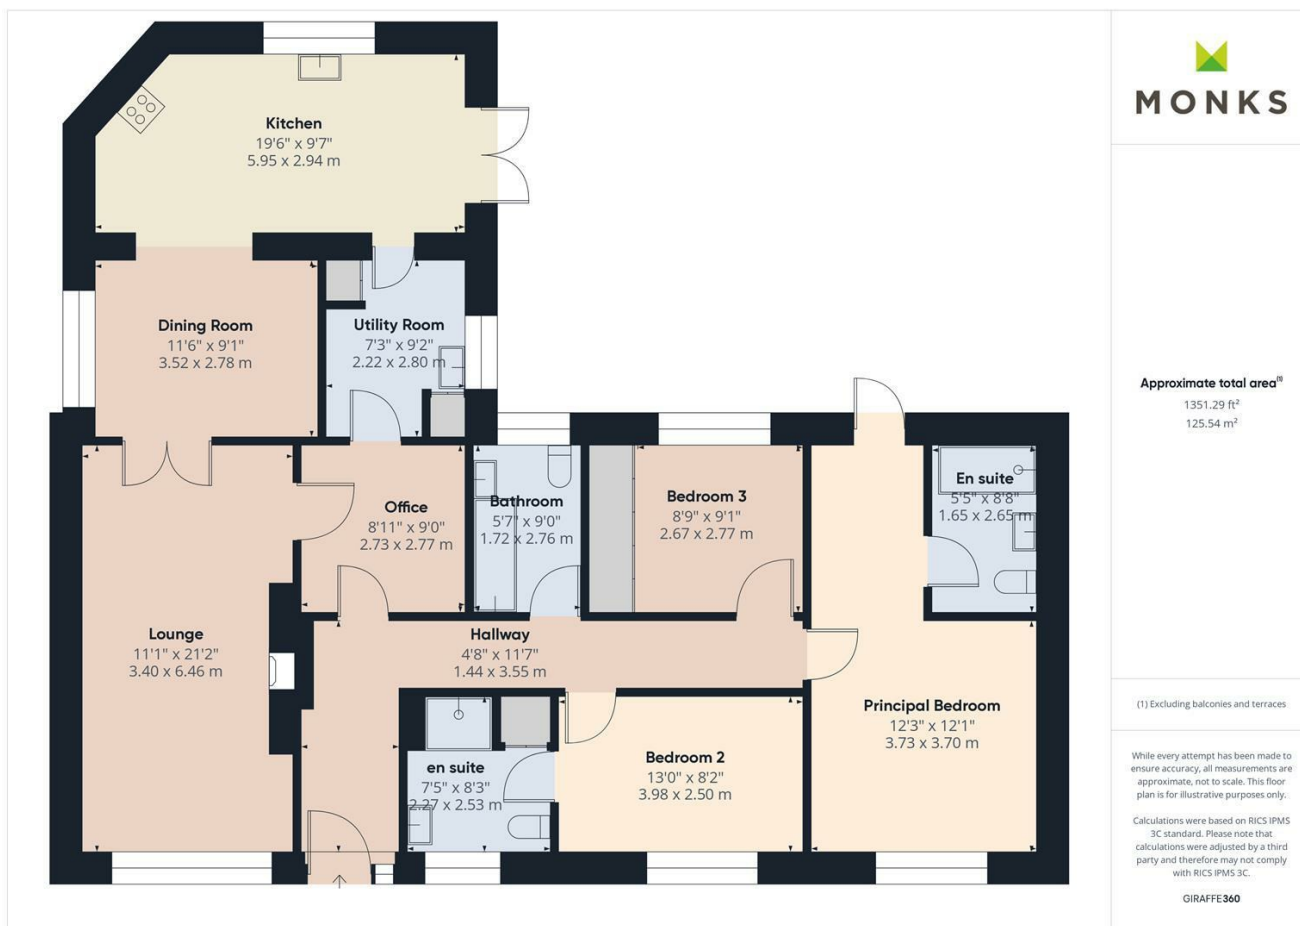 Kitchen
19'6" x 9'7"
5.95 x 2.94 m
Dining Room
11'6" x 9'1"
3.52 x 2.78 m
Utility Room
7'3" x 9'2"
2.22 x 2.80 m
Office
8'11" x 9'0"
2.73 x 2.77 m
Bathroom
5'7" x 9'0"
1.72 x 2.76 m
Bedroom 3
8'9" x 9'1"
2.67 x 2.77 m
En suite
5'5" x 8'8"
1.65 x 2.65 m
Lounge
11'1" x 21'2"
3.40 x 6.46 m
Hallway
4'8" x 11'7"
1.44 x 3.55 m
Principal Bedroom
12'3" x 12'1"
3.73 x 3.70 m
en suite
7'5" x 8'3"
2.27 x 2.53 m
Bedroom 2
13'0" x 8'2"
3.98 x 2.50 m
MONKS
Approximate total area(1)
1351.29 ft²
125.54 m²
(1) Excluding balconies and terraces
While every attempt has been made to
ensure accuracy, all measurements are
approximate, not to scale. This floor
plan is for illustrative purposes only.
Calculations were based on RICS IPMS
3C standard. Please note that
calculations were adjusted by a third
party and therefore may not comply
with RICS IPMS 3C.
GIRAFFE360